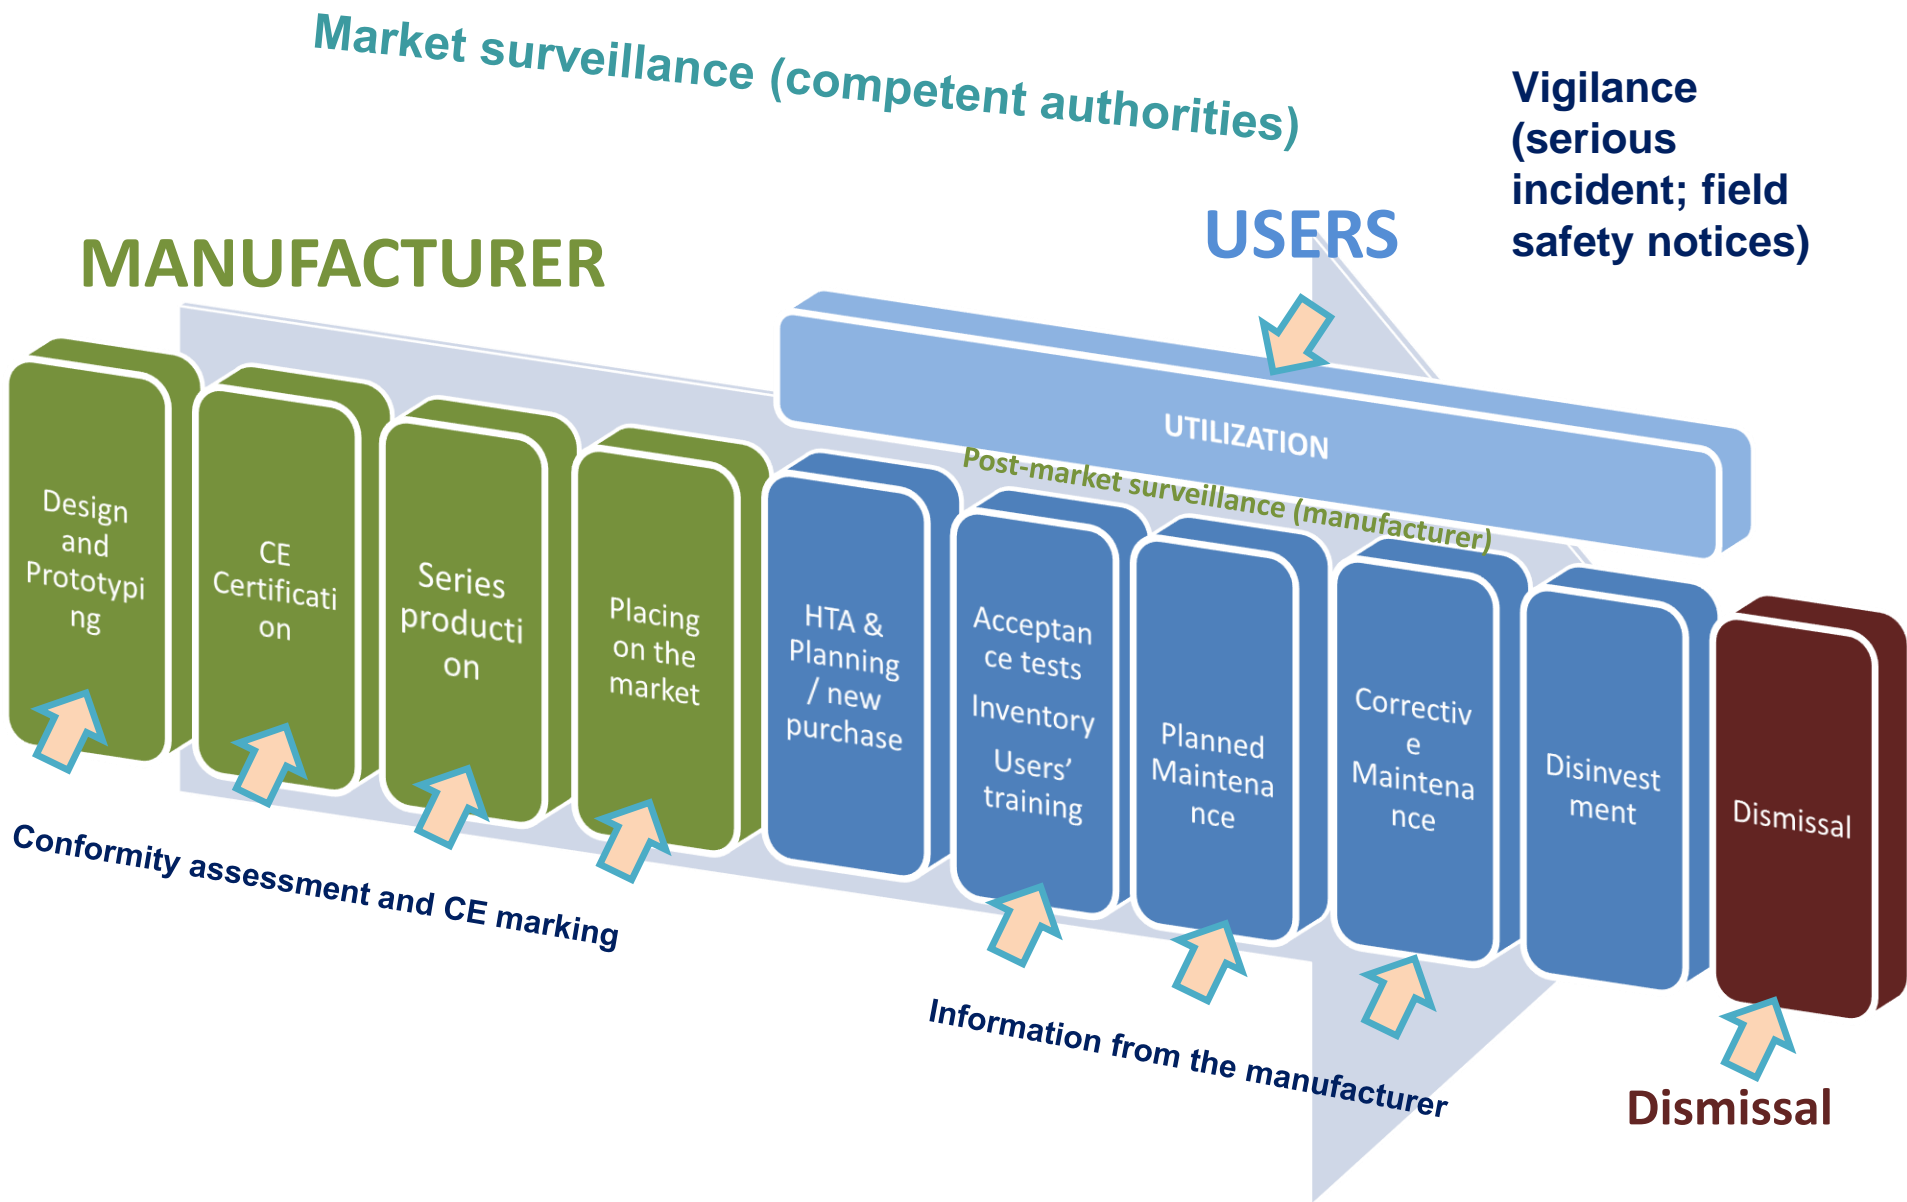 Market surveillance (competent authorities)
Vigilance
(serious
incident; field
safety notices)
MANUFACTURER
USERS
UTILIZATION
Post-market surveillance (manufacturer)
Design
and
Prototypi
ng
CE
Certificati
on
Series
producti
on
Placing
on the
market
HTA &
Planning
/ new
purchase
Acceptan
ce tests
Inventory
Users’
training
Planned
Maintena
nce
Correctiv
e
Maintena
nce
Disinvest
ment
Dismissal
Conformity assessment and CE marking
Information from the manufacturer
Dismissal